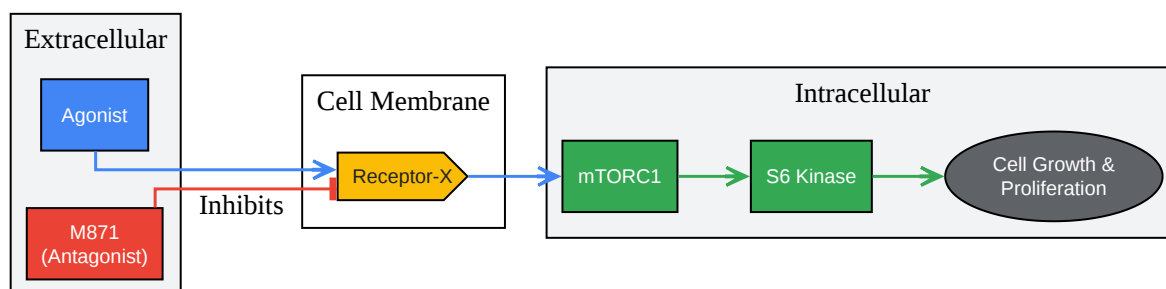 Extracellular
Agonist
M871
(Antagonist)
Inhibits
Cell Membrane
Receptor-X
Intracellular
mTORC1
S6 Kinase
Cell Growth &
Proliferation